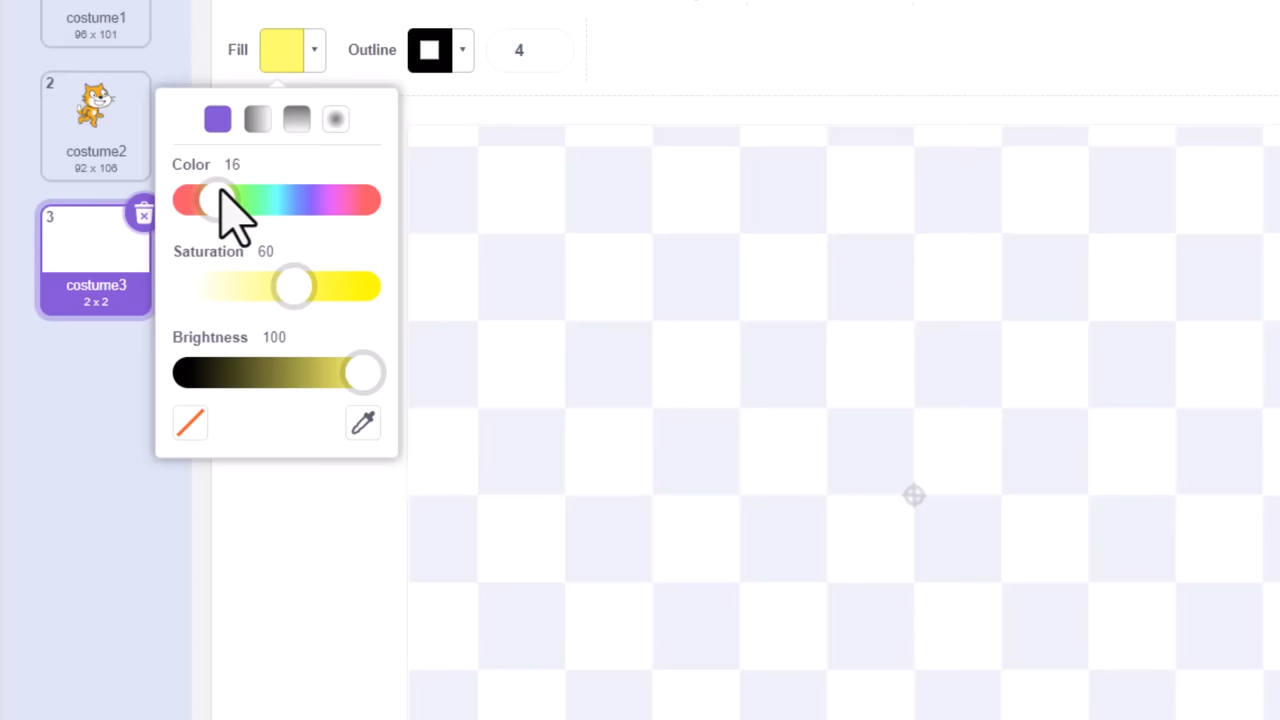 costume1
96 x 101
Fill
Outline
4
2
costume2
92 x 106
3
costume3
2 x 2
Color 16
Saturation 60
Brightness 100